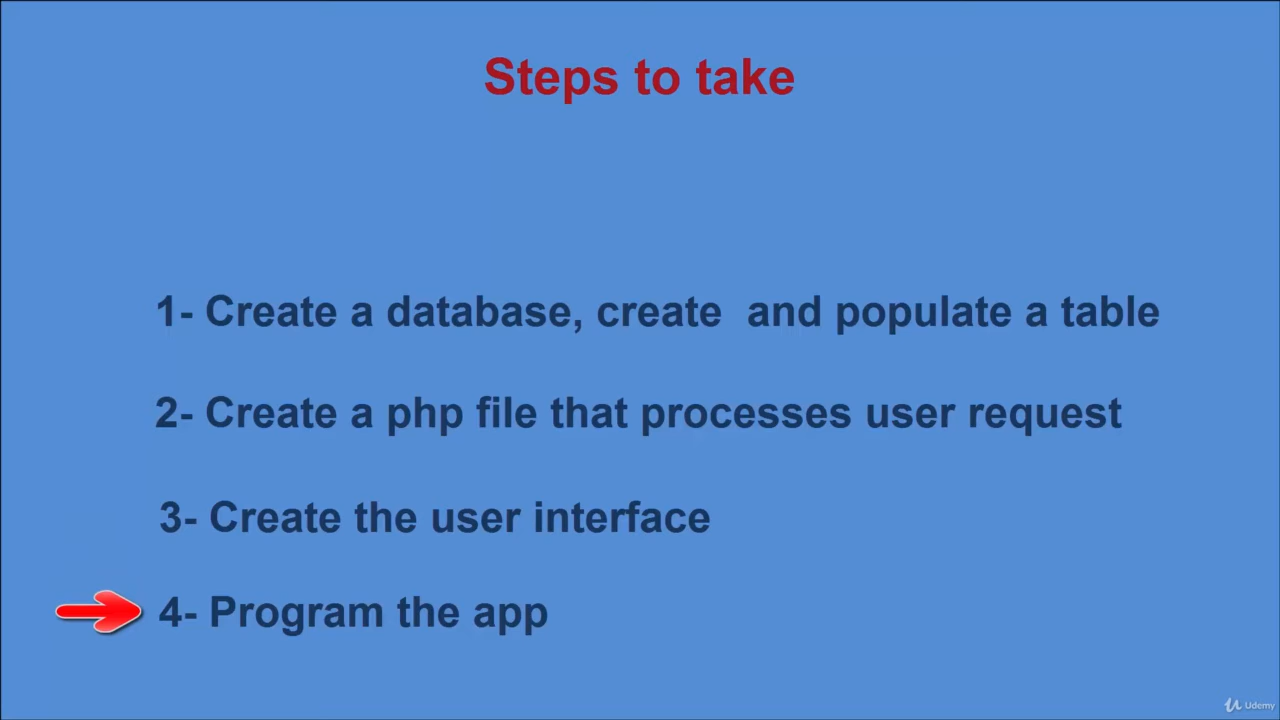 Steps to take
1- Create a database, create  and populate a table
2- Create a php file that processes user request
3- Create the user interface
4- Program the app
Udemy